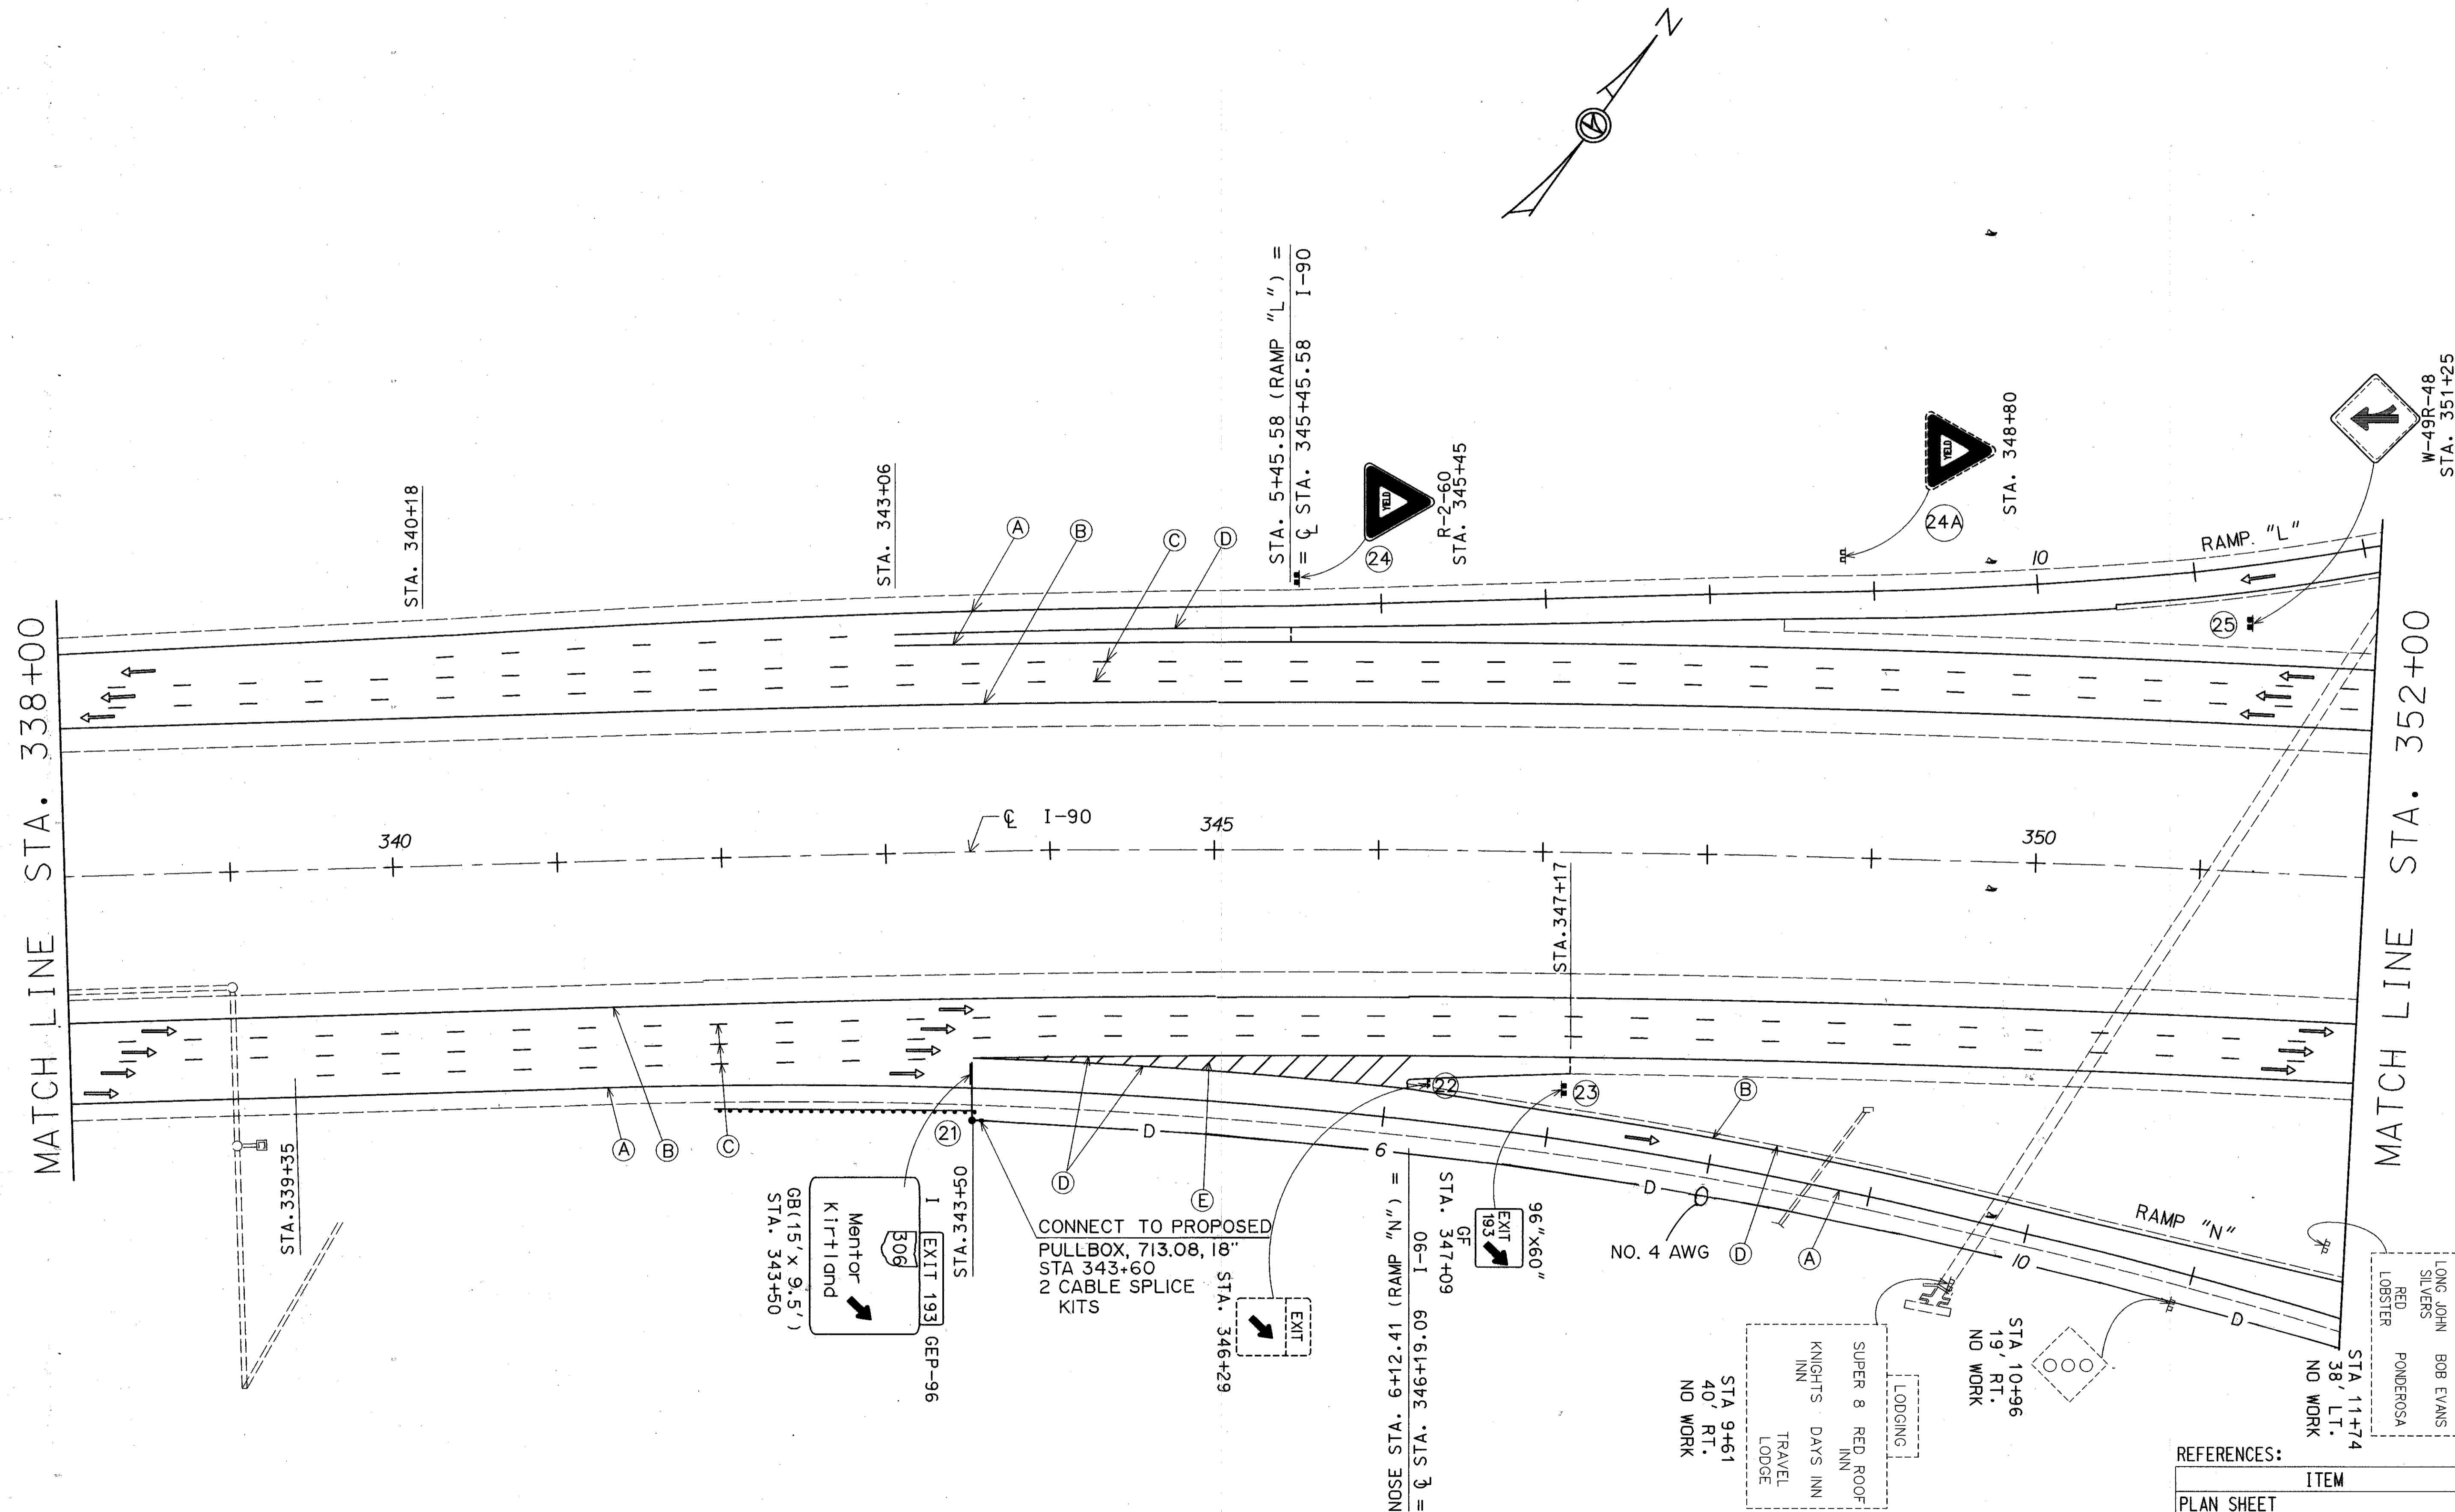 N
MATCH LINE STA. 338+00
STA. 340+18
STA. 343+06
A
B
C
D
STA. 5+45.58 (RAMP "L") =
= ℄ STA. 345+45.58 I-90
YIELD
24
R-2-60
STA. 345+45
YIELD
24A
STA. 348+80
W-49R-48
STA. 351+25
10
RAMP. "L"
25
MATCH LINE STA. 352+00
340
℄ I-90
345
350
STA.347+17
STA.339+35
A
B
C
21
STA.343+50
I
EXIT 193
GEP-96
306
Mentor
Kirtland
GB(15'x 9.5')
STA. 343+50
D
D
E
CONNECT TO PROPOSED
PULLBOX, 713.08, 18"
STA 343+60
2 CABLE SPLICE
KITS
22
EXIT
STA. 346+29
6
NOSE STA. 6+12.41 (RAMP "N") =
= ℄ STA. 346+19.09 I-90
23
EXIT
193
96"x60"
GF
STA. 347+09
D
NO. 4 AWG
B
D
A
10
RAMP "N"
D
LODGING
SUPER 8 RED ROOF
INN
KNIGHTS DAYS INN
INN
TRAVEL
LODGE
STA 9+61
40' RT.
NO WORK
STA 10+96
19' RT.
NO WORK
LONG JOHN BOB EVANS
SILVERS
RED PONDEROSA
LOBSTER
STA 11+74
38' LT.
NO WORK
REFERENCES:
ITEM
PLAN SHEET